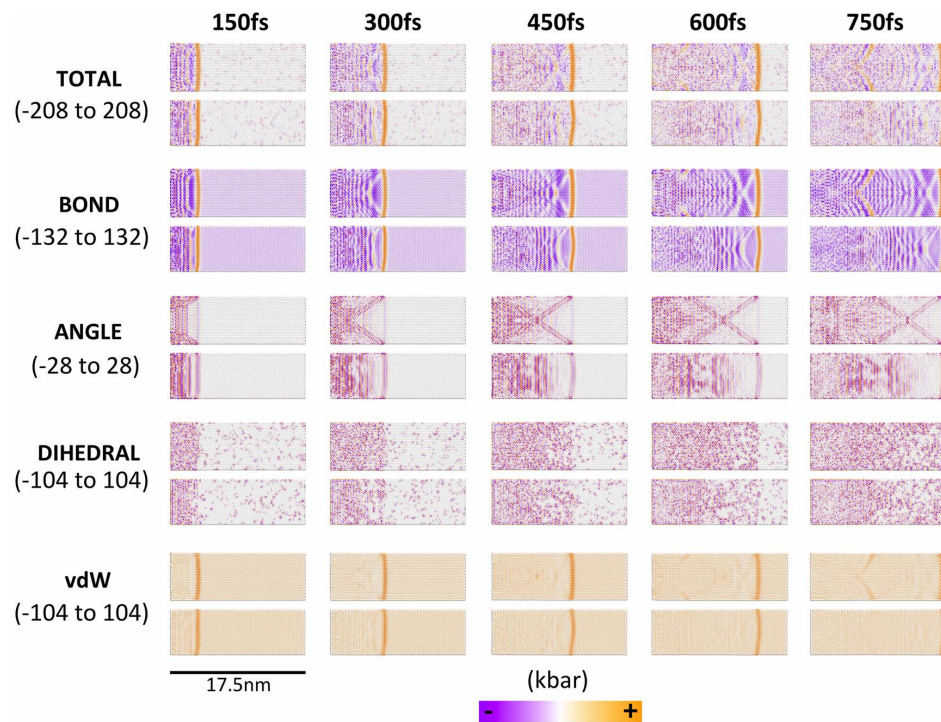 150fs 300fs 450fs 600fs 750fs
TOTAL
(-208 to 208)
BOND
(-132 to 132)
ANGLE
(-28 to 28)
DIHEDRAL
(-104 to 104)
vdW
(-104 to 104)
17.5nm
(kbar)
- +